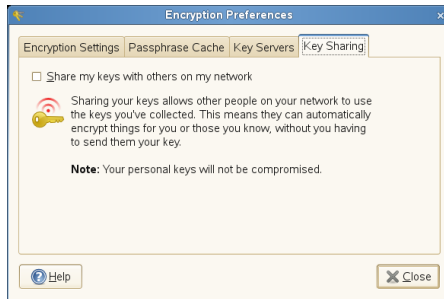 Encryption Preferences
Encryption Settings Passphrase Cache Key Servers Key Sharing
Share my keys with others on my network
Sharing your keys allows other people on your network to use
the keys you've collected. This means they can automatically
encrypt things for you or those you know, without you having
to send them your key.
Note: Your personal keys will not be compromised.
Help
Close